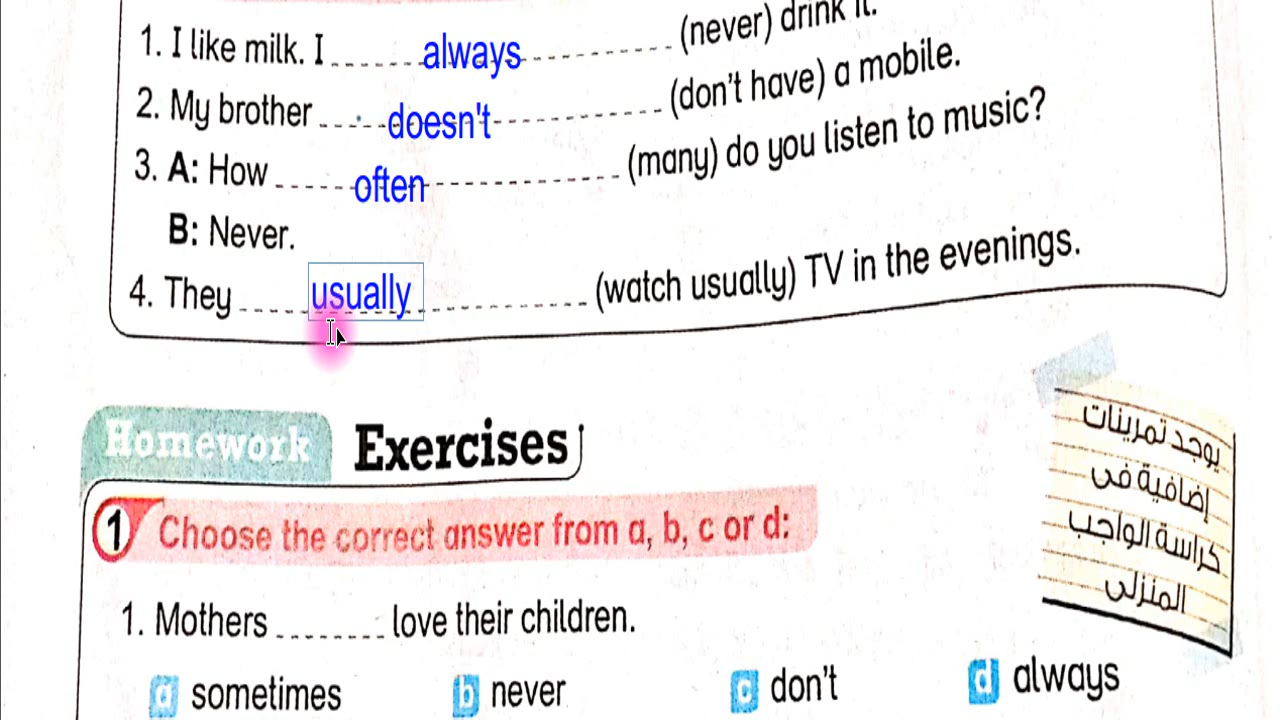 1. I like milk. I ...... always ............ (never) drink it.
2. My brother ...... doesn't ............ (don't have) a mobile.
3. A: How ...... often ............ (many) do you listen to music?
B: Never.
4. They ...... usually ............ (watch usually) TV in the evenings.
Homework Exercises
1 Choose the correct answer from a, b, c or d:
يوجد تمرينات
إضافية فى
كراسة الواجب
المنزلى
1. Mothers ........ love their children.
a sometimes b never c don't d always